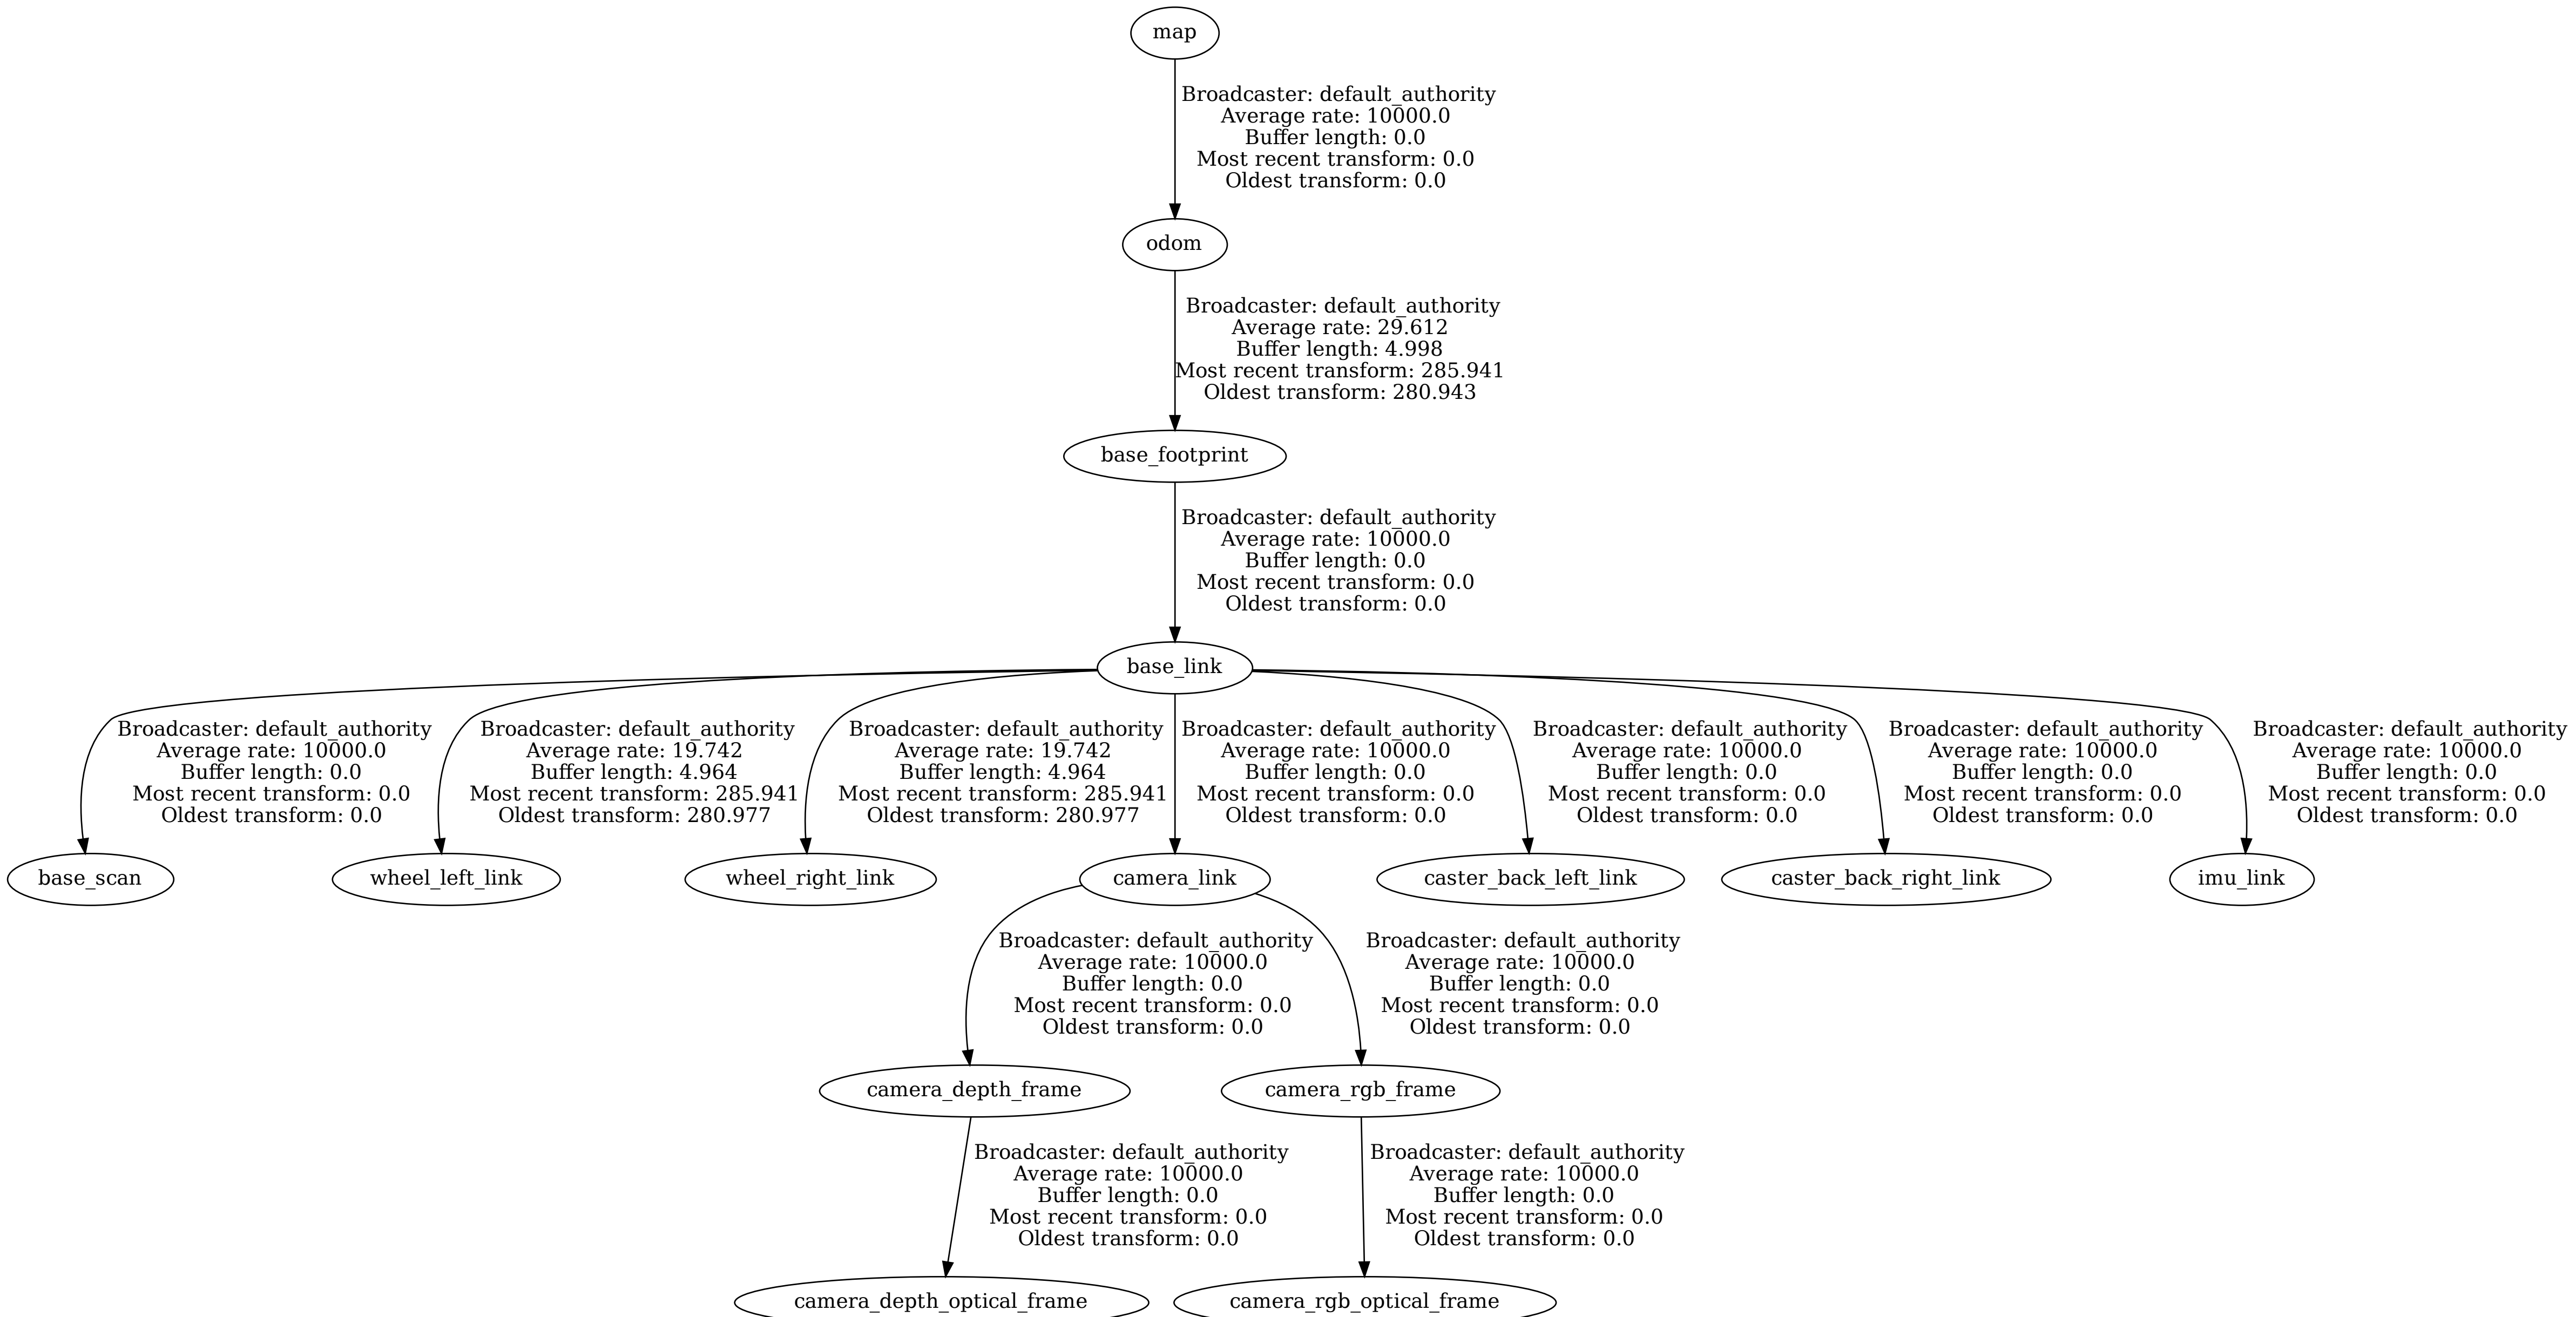 map
Broadcaster: default_authority
Average rate: 10000.0
Buffer length: 0.0
Most recent transform: 0.0
Oldest transform: 0.0
odom
Broadcaster: default_authority
Average rate: 29.612
Buffer length: 4.998
Most recent transform: 285.941
Oldest transform: 280.943
base_footprint
Broadcaster: default_authority
Average rate: 10000.0
Buffer length: 0.0
Most recent transform: 0.0
Oldest transform: 0.0
base_link
Broadcaster: default_authority
Average rate: 10000.0
Buffer length: 0.0
Most recent transform: 0.0
Oldest transform: 0.0
Broadcaster: default_authority
Average rate: 19.742
Buffer length: 4.964
Most recent transform: 285.941
Oldest transform: 280.977
Broadcaster: default_authority
Average rate: 19.742
Buffer length: 4.964
Most recent transform: 285.941
Oldest transform: 280.977
Broadcaster: default_authority
Average rate: 10000.0
Buffer length: 0.0
Most recent transform: 0.0
Oldest transform: 0.0
Broadcaster: default_authority
Average rate: 10000.0
Buffer length: 0.0
Most recent transform: 0.0
Oldest transform: 0.0
Broadcaster: default_authority
Average rate: 10000.0
Buffer length: 0.0
Most recent transform: 0.0
Oldest transform: 0.0
Broadcaster: default_authority
Average rate: 10000.0
Buffer length: 0.0
Most recent transform: 0.0
Oldest transform: 0.0
base_scan
wheel_left_link
wheel_right_link
camera_link
caster_back_left_link
caster_back_right_link
imu_link
Broadcaster: default_authority
Average rate: 10000.0
Buffer length: 0.0
Most recent transform: 0.0
Oldest transform: 0.0
Broadcaster: default_authority
Average rate: 10000.0
Buffer length: 0.0
Most recent transform: 0.0
Oldest transform: 0.0
camera_depth_frame
camera_rgb_frame
Broadcaster: default_authority
Average rate: 10000.0
Buffer length: 0.0
Most recent transform: 0.0
Oldest transform: 0.0
Broadcaster: default_authority
Average rate: 10000.0
Buffer length: 0.0
Most recent transform: 0.0
Oldest transform: 0.0
camera_depth_optical_frame
camera_rgb_optical_frame